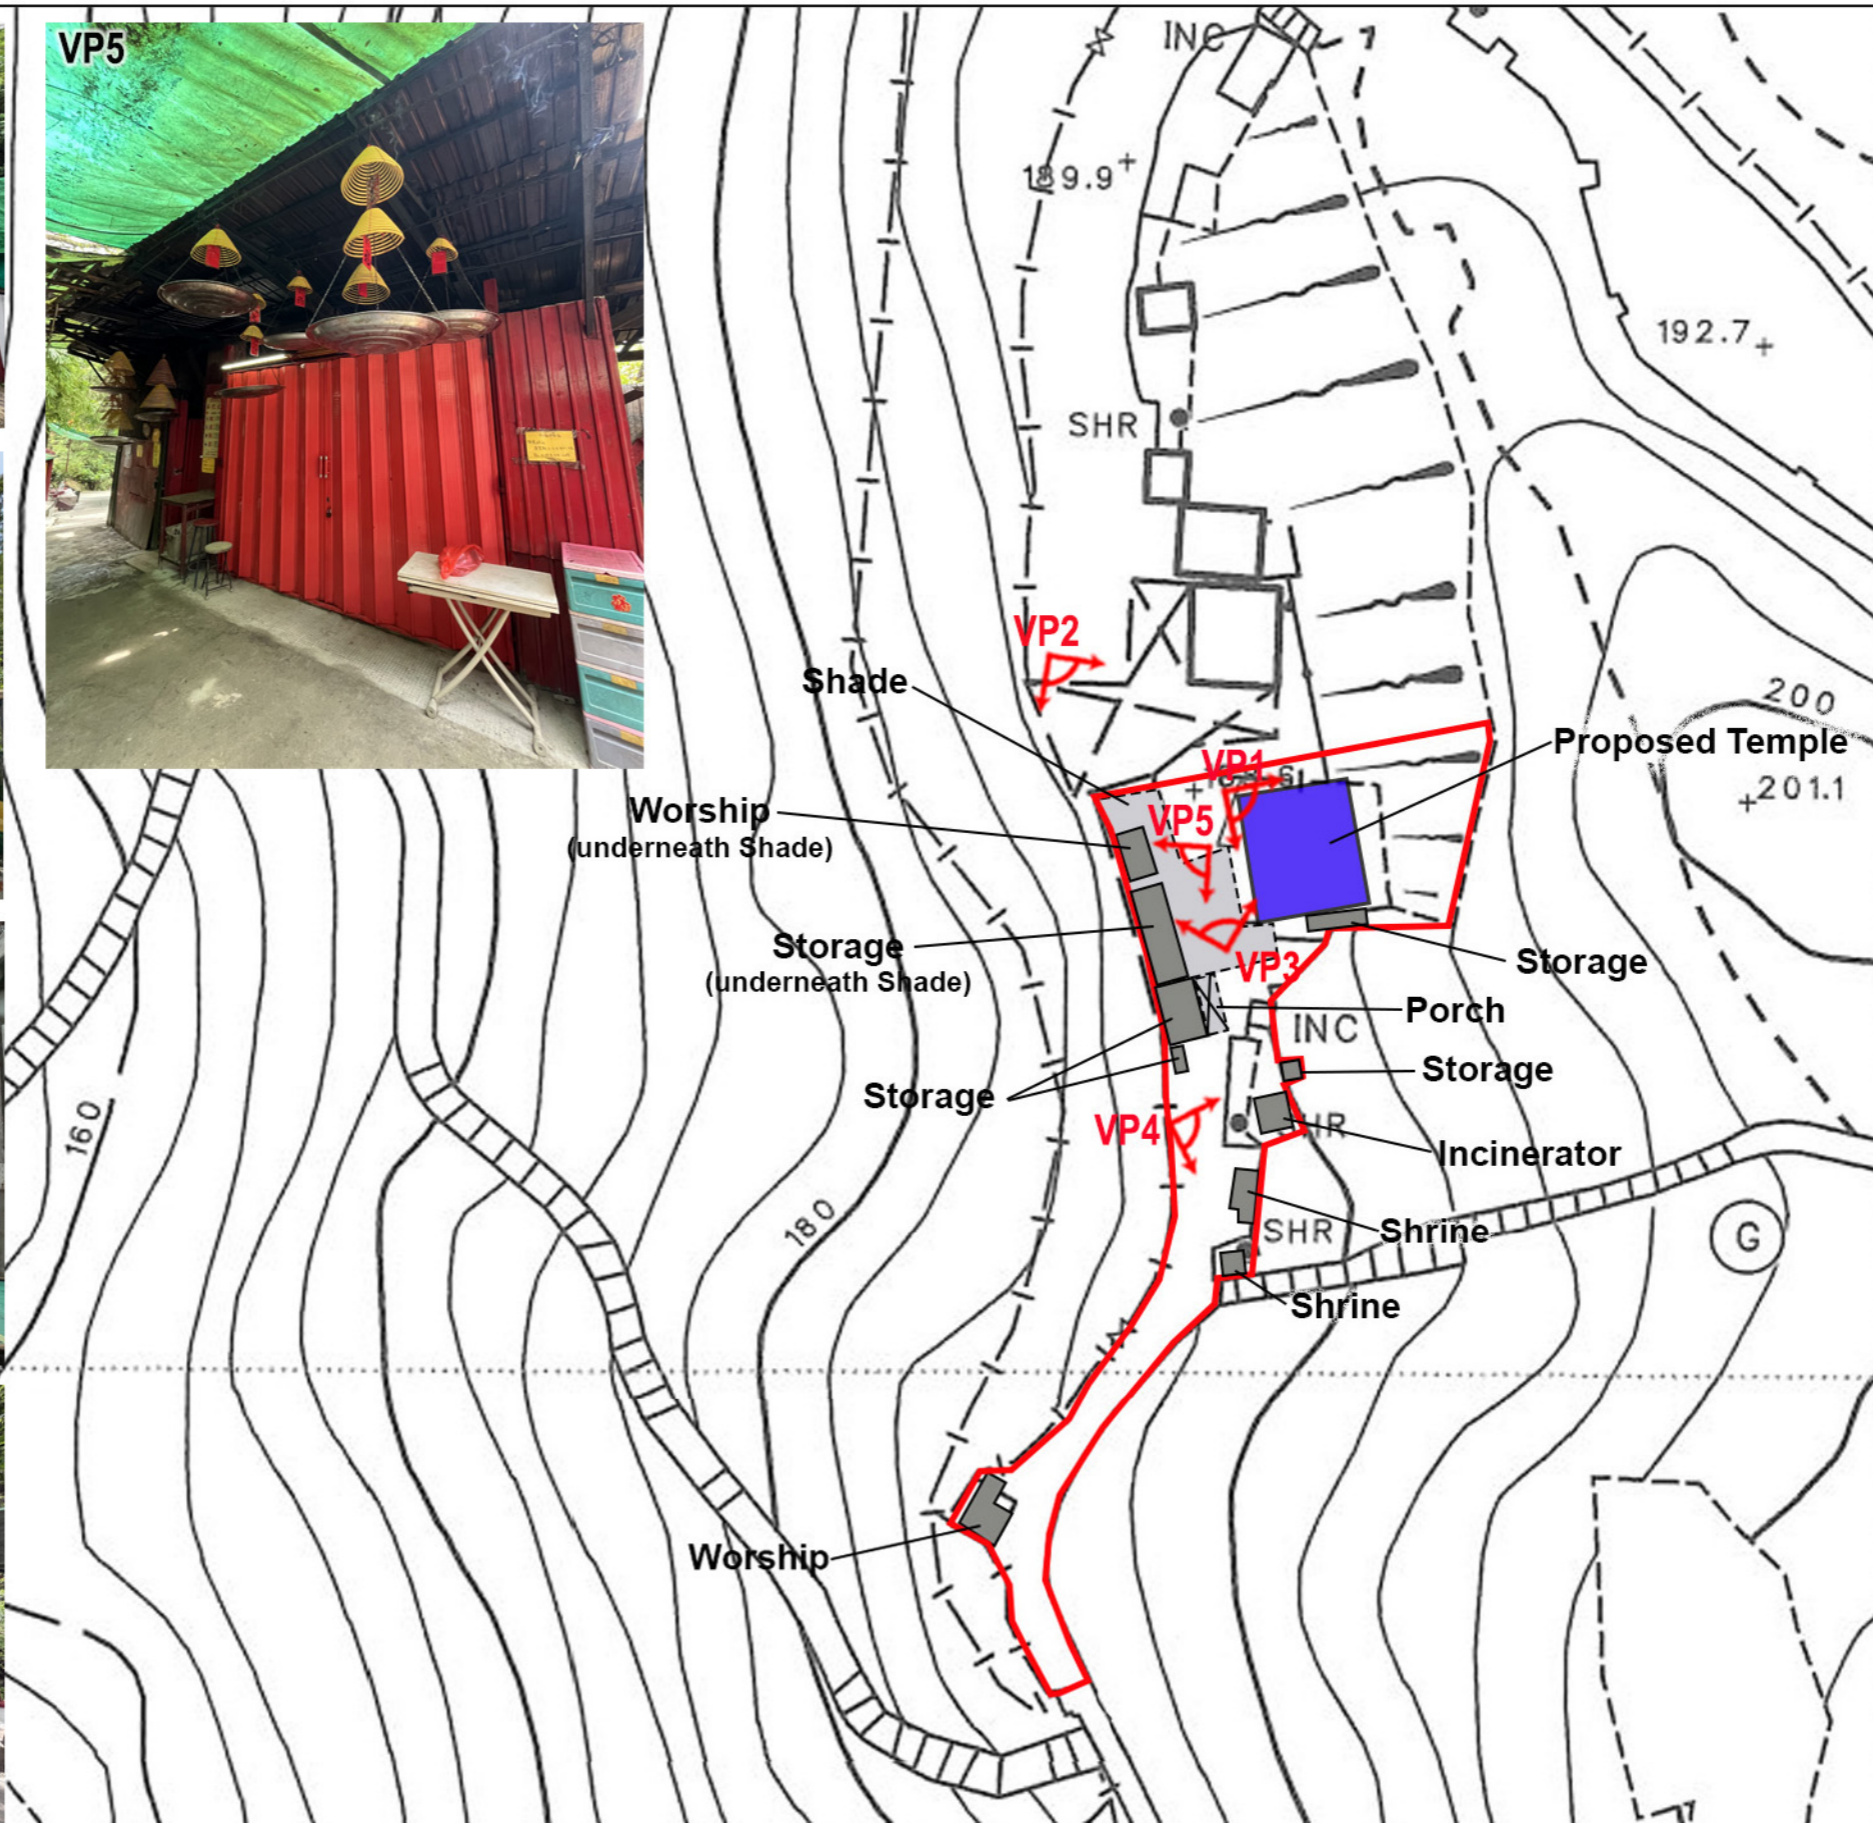 VP5
INC
189.9
192.7
SHR
VP2
Shade
200
Proposed Temple
VP1
201.1
Worship
(underneath Shade)
VP5
Storage
(underneath Shade)
VP3
Storage
Porch
INC
Storage
Storage
160
VP4
Incinerator
180
Shrine
SHR
G
Shrine
Worship